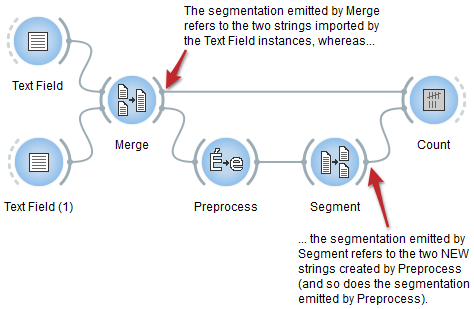 The segmentation emitted by Merge
refers to the two strings imported by
the Text Field instances, whereas...
Text Field
Merge
Count
É→e
Text Field (1)
Preprocess
Segment
... the segmentation emitted by
Segment refers to the two NEW
strings created by Preprocess
(and so does the segmentation
emitted by Preprocess).